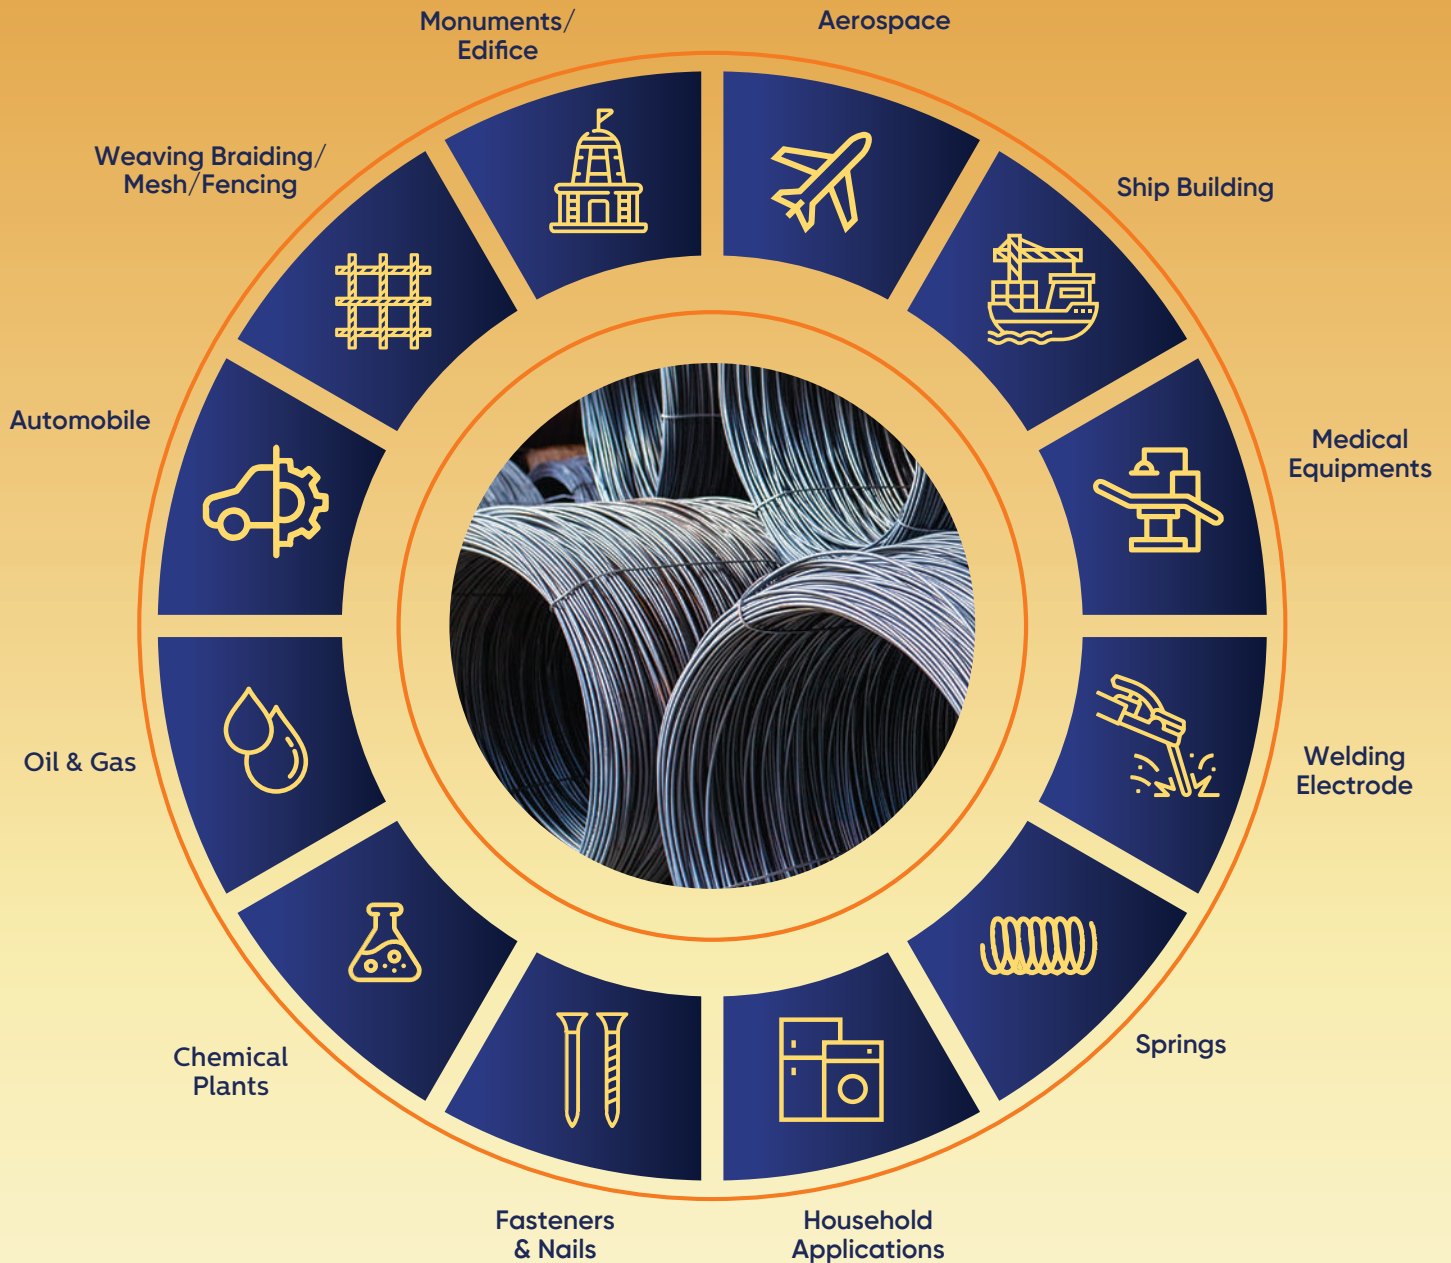 Monuments/
Edifice
Aerospace
Weaving Braiding/
Mesh/Fencing
Ship Building
Automobile
Medical
Equipments
Oil & Gas
Welding
Electrode
Chemical
Plants
Springs
Fasteners
& Nails
Household
Applications